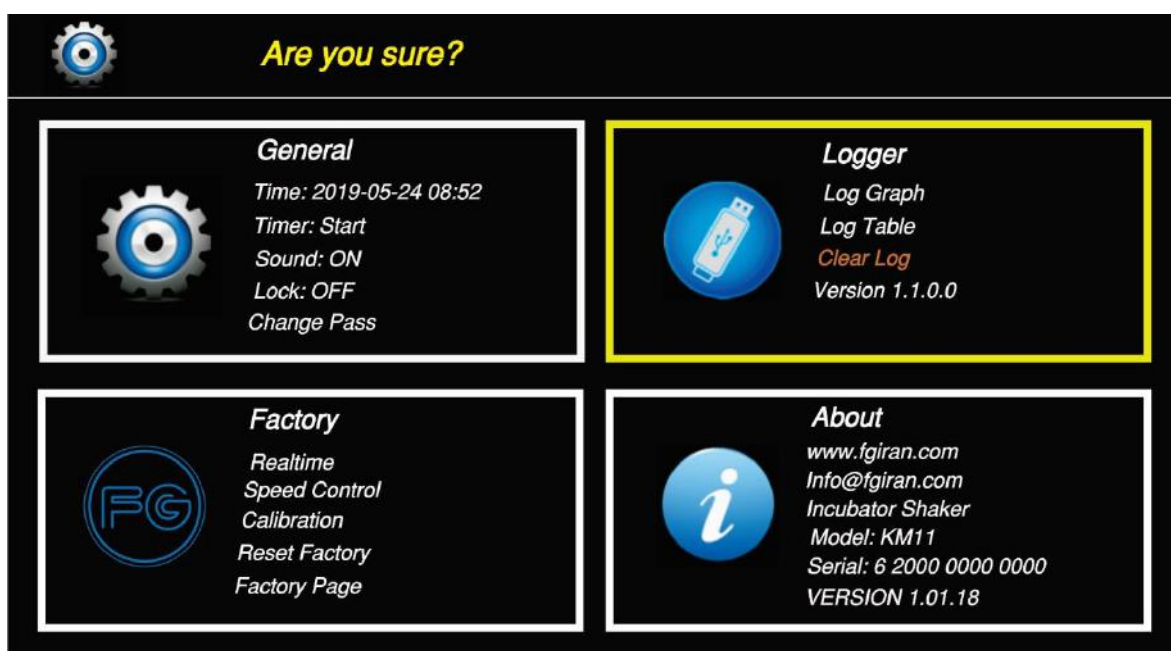 Are you sure?
General
Time: 2019-05-24 08:52
Timer: Start
Sound: ON
Lock: OFF
Change Pass
Logger
Log Graph
Log Table
Clear Log
Version 1.1.0.0
Factory
FG
Realtime
Speed Control
Calibration
Reset Factory
Factory Page
About
i
www.fgiran.com
Info@fgiran.com
Incubator Shaker
Model: KM11
Serial: 6 2000 0000 0000
VERSION 1.01.18